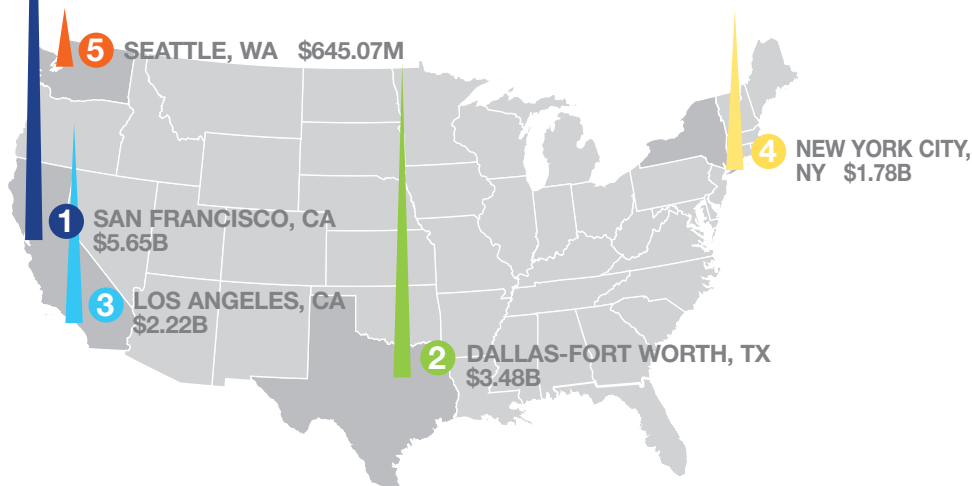 5 SEATTLE, WA $645.07M
4 NEW YORK CITY,
NY $1.78B
1 SAN FRANCISCO, CA
$5.65B
3 LOS ANGELES, CA
$2.22B
2 DALLAS-FORT WORTH, TX
$3.48B